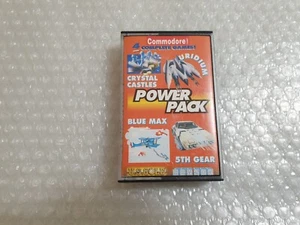 Commodore!
4 COMPLETE GAMES!
CRYSTAL
CASTLES
URIDIUM
POWER
PACK
BLUE MAX
5TH GEAR